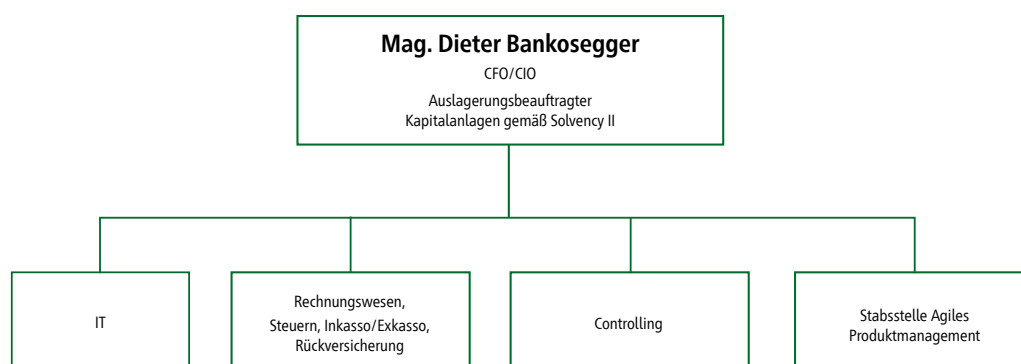 Mag. Dieter Bankosegger
CFO/CIO
Auslagerungsbeauftragter
Kapitalanlagen gemäß Solvency II
IT
Rechnungswesen,
Steuern, Inkasso/Exkasso,
Rückversicherung
Controlling
Stabsstelle Agiles
Produktmanagement